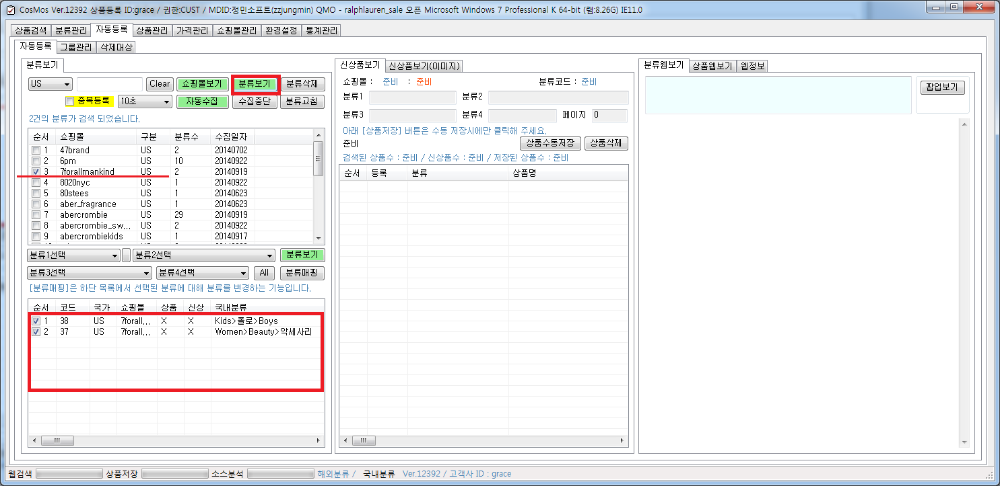 CosMos Ver.12392 상품등록 ID:grace / 권한:CUST / MDID:정민소프트(zzjungmin) QMO - ralphlauren_sale 오픈 Microsoft Windows 7 Professional K 64-bit (램:8.26G) IE11.0
상품검색 분류관리 자동등록 상품관리 가격관리 쇼핑몰관리 환경설정 통계관리
자동등록 그룹관리 삭제대상
분류보기
US Clear 쇼핑몰보기 분류보기 분류삭제
중복등록 10초 자동수집 수집중단 분류고침
2건의 분류가 검색 되었습니다.
순서 쇼핑몰 구분 분류수 수집일자
1 47brand US 2 20140702
2 6pm US 10 20140922
3 7forallmankind US 2 20140919
4 8020nyc US 1 20140922
5 80stees US 1 20140623
6 aber_fragrance US 1 20140623
7 abercrombie US 29 20140919
8 abercrombie_sw... US 2 20140922
9 abercrombiekids US 1 20140917
분류1선택 분류2선택 분류보기
분류3선택 분류4선택 All 분류매핑
[분류매핑]은 하단 목록에서 선택된 분류에 대해 분류를 변경하는 기능입니다.
순서 코드 국가 쇼핑몰 상품 신상 국내분류
1 38 US 7forall... X X Kids>폴로>Boys
2 37 US 7forall... X X Women>Beauty>악세사리
신상품보기 신상품보기(이미지)
쇼핑몰 : 준비 : 준비 분류코드 : 준비
분류1 분류2
분류3 분류4 페이지 0
아래 [상품저장] 버튼은 수동 저장시에만 클릭해 주세요.
준비 상품수동저장 상품삭제
검색된 상품수 : 준비 / 신상품수 : 준비 / 저장된 상품수 : 준비
순서 등록 분류 상품명
분류웹보기 상품웹보기 웹정보
팝업보기
웹검색 상품저장 소스분석 해외분류 / 국내분류 Ver.12392 / 고객사 ID : grace